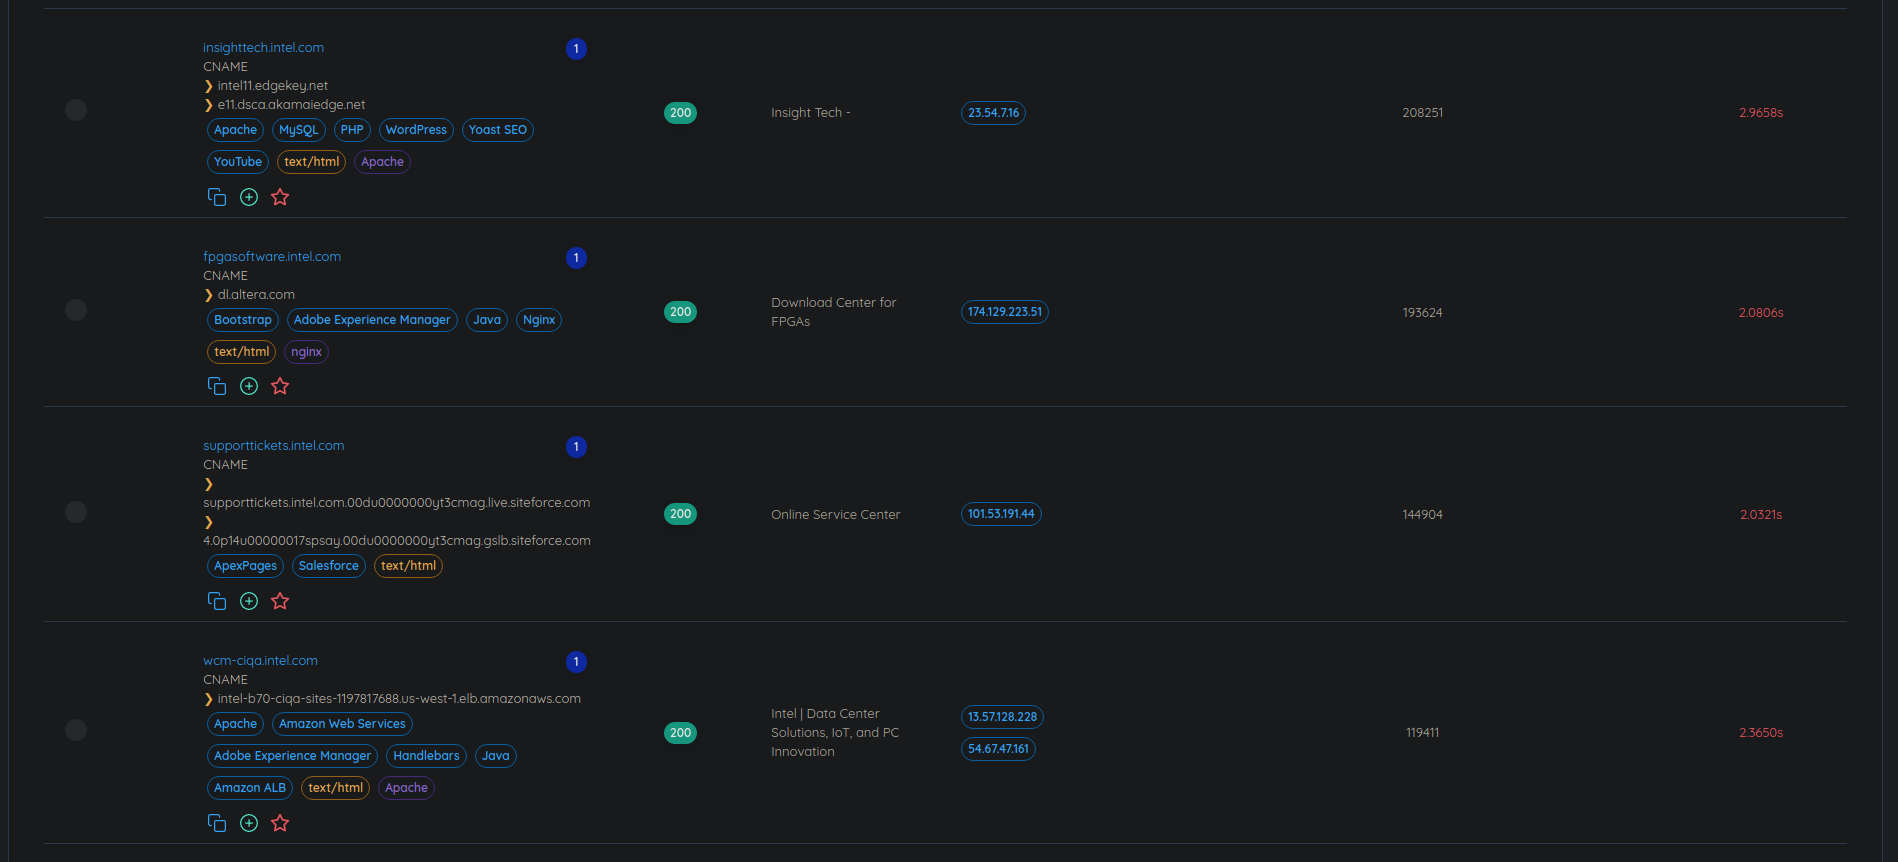 insighttech.intel.com 1
CNAME
❯ intel11.edgekey.net
❯ e11.dsca.akamaiedge.net
200 Insight Tech - 23.54.7.16 208251 2.9658s
Apache MySQL PHP WordPress Yoast SEO
YouTube text/html Apache
fpgasoftware.intel.com 1
CNAME
❯ dl.altera.com
Download Center for
200 174.129.223.51 193624 2.0806s
FPGAs
Bootstrap Adobe Experience Manager Java Nginx
text/html nginx
supporttickets.intel.com 1
CNAME
❯
supporttickets.intel.com.00du0000000yt3cmag.live.siteforce.com
200 Online Service Center 101.53.191.44 144904 2.0321s
❯
4.0p14u00000017spsay.00du0000000yt3cmag.gslb.siteforce.com
ApexPages Salesforce text/html
wcm-ciqa.intel.com 1
CNAME
❯ intel-b70-ciqa-sites-1197817688.us-west-1.elb.amazonaws.com
Apache Amazon Web Services
Adobe Experience Manager Handlebars Java
Amazon ALB text/html Apache
200
Intel | Data Center
Solutions, IoT, and PC
Innovation
13.57.128.228
54.67.47.161
119411 2.3650s